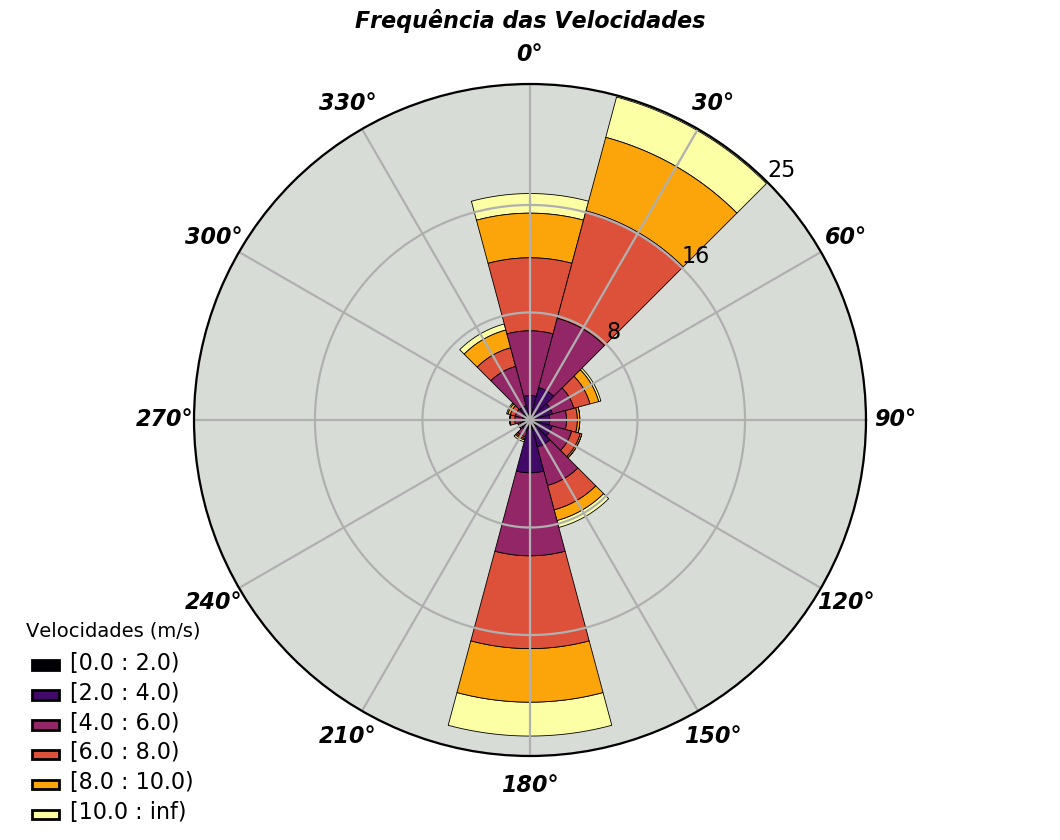 Frequência das Velocidades
0°
330°
30°
25
300°
60°
16
8
270°
90°
240°
120°
210°
150°
180°
Velocidades (m/s)
[0.0 : 2.0)
[2.0 : 4.0)
[4.0 : 6.0)
[6.0 : 8.0)
[8.0 : 10.0)
[10.0 : inf)